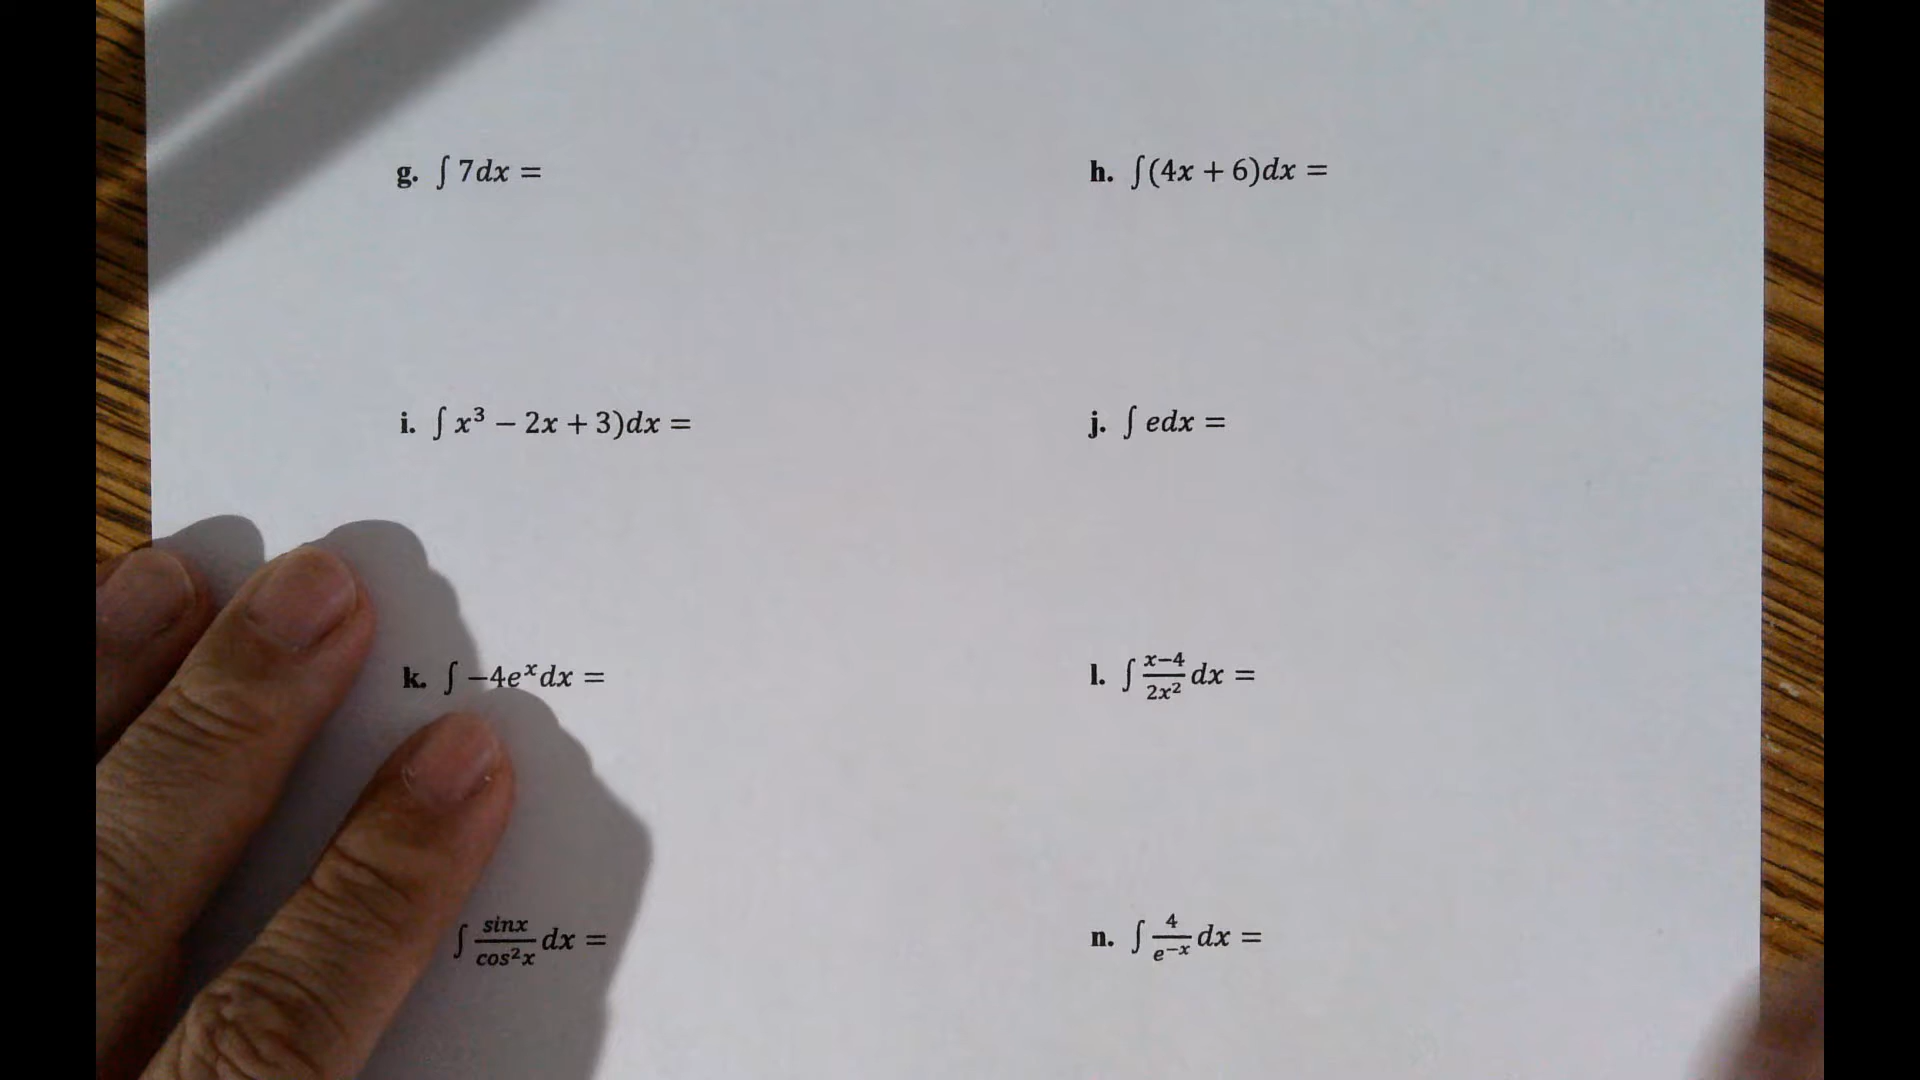 g. ∫ 7dx =
h. ∫(4x + 6)dx =
i. ∫ x³ − 2x + 3)dx =
j. ∫ edx =
k. ∫ −4eˣdx =
l. ∫ (x−4)/(2x²) dx =
∫ sinx/cos²x dx =
n. ∫ 4/e⁻ˣ dx =